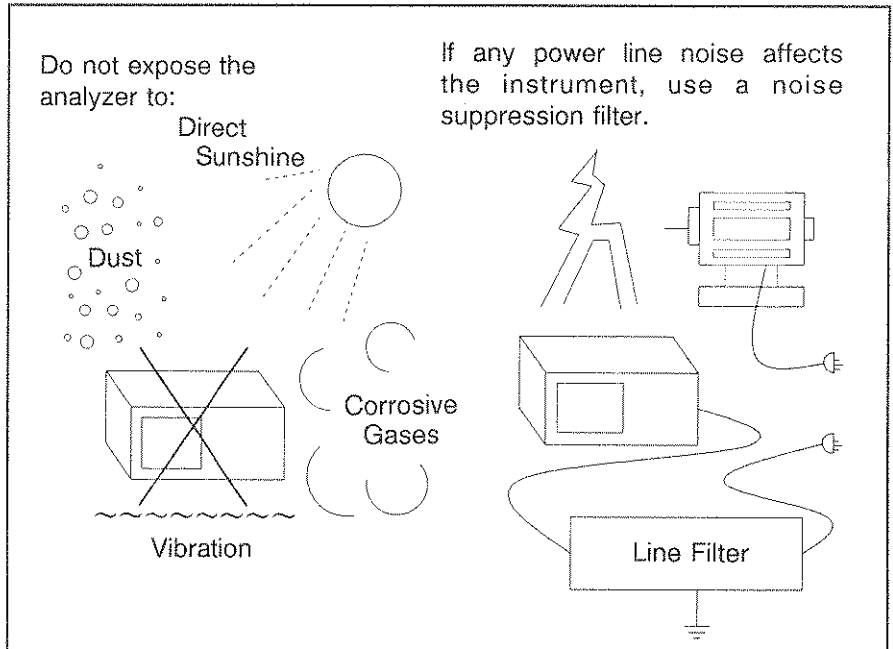 Do not expose the
analyzer to:
Direct
Sunshine
Dust
Corrosive
Gases
Vibration
If any power line noise affects
the instrument, use a noise
suppression filter.
Line Filter